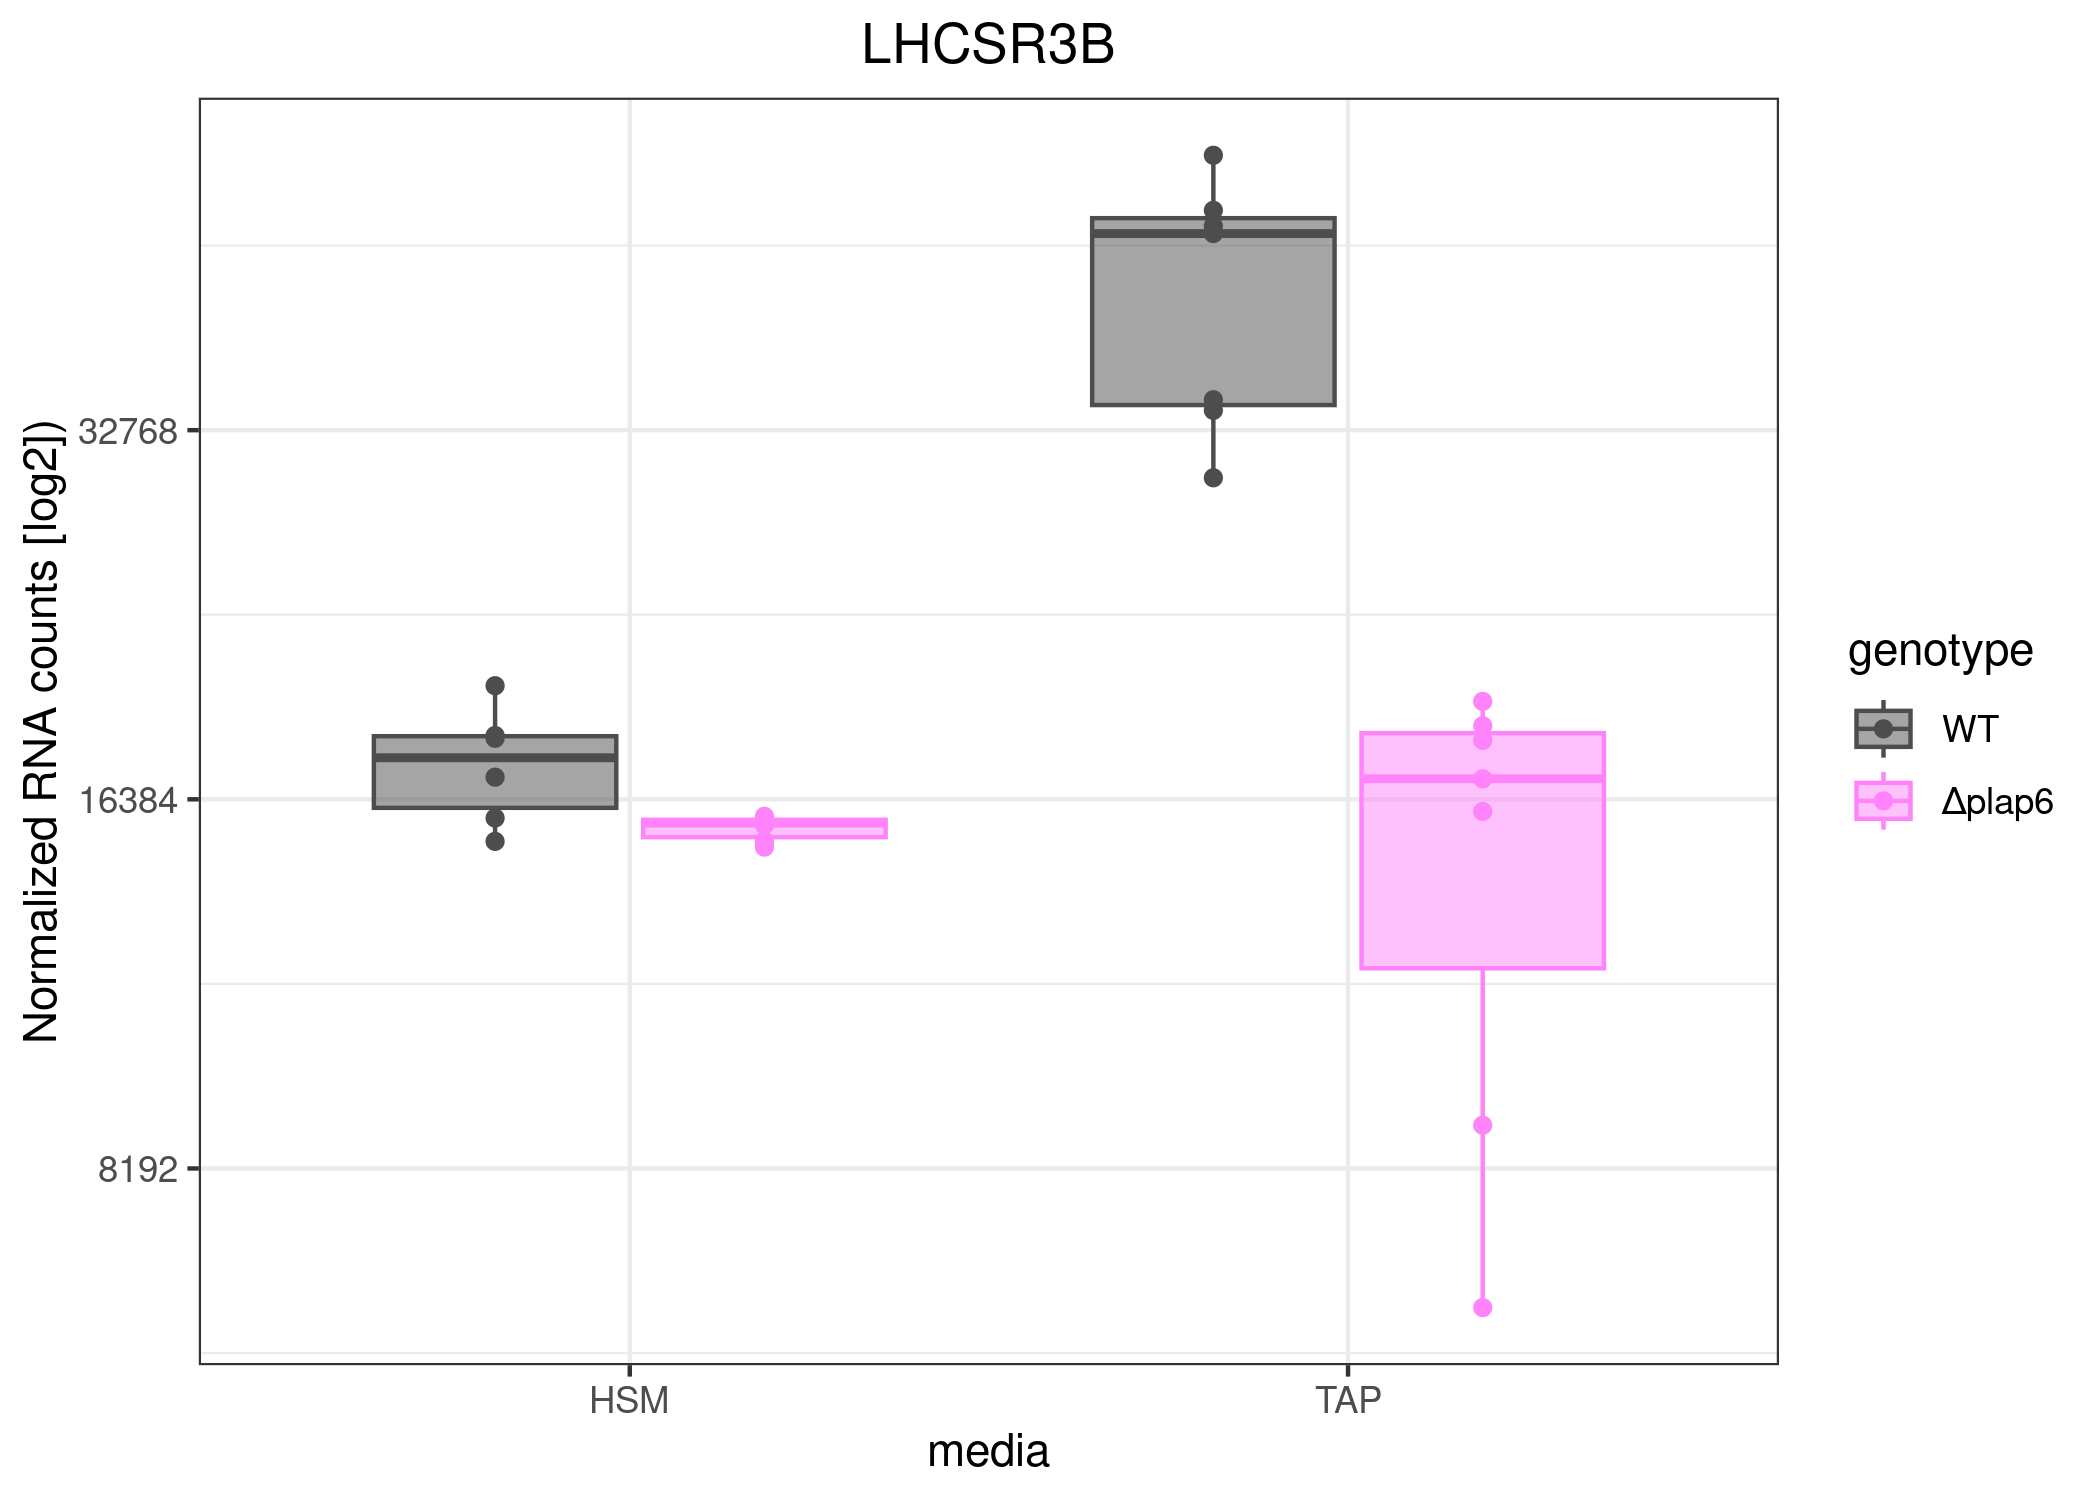 LHCSR3B
Normalized RNA counts [log2])
32768
16384
8192
HSM
TAP
media
genotype
WT
Δplap6